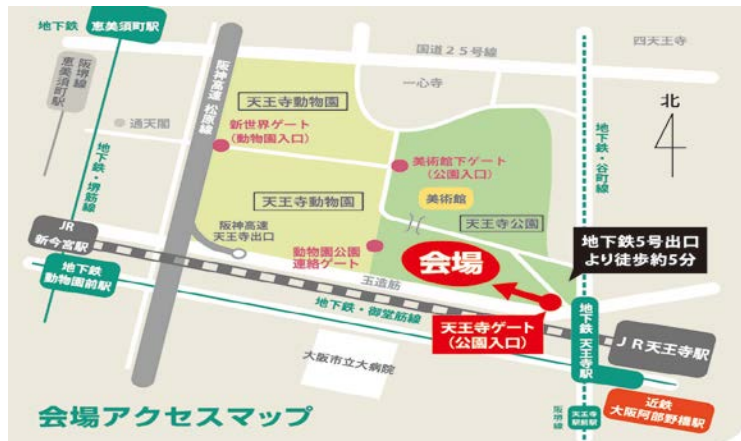 地下鉄
恵美須町駅
国道25号線
四天王寺
阪堺線
恵美須町駅
阪神高速 松原線
一心寺
北
天王寺動物園
通天閣
新世界ゲート
(動物園入口)
地下鉄・谷町線
美術館下ゲート
(公園入口)
地下鉄・堺筋線
美術館
天王寺動物園
天王寺公園
JR
新今宮駅
阪神高速
天王寺出口
動物園公園
連絡ゲート
会場
地下鉄5号出口
より徒歩約5分
地下鉄
動物園前駅
玉造筋
地下鉄・御堂筋線
天王寺ゲート
(公園入口)
地下鉄 天王寺駅
JR天王寺駅
大阪市立大病院
近鉄
大阪阿部野橋駅
阪堺線
天王寺
駅前駅
会場アクセスマップ